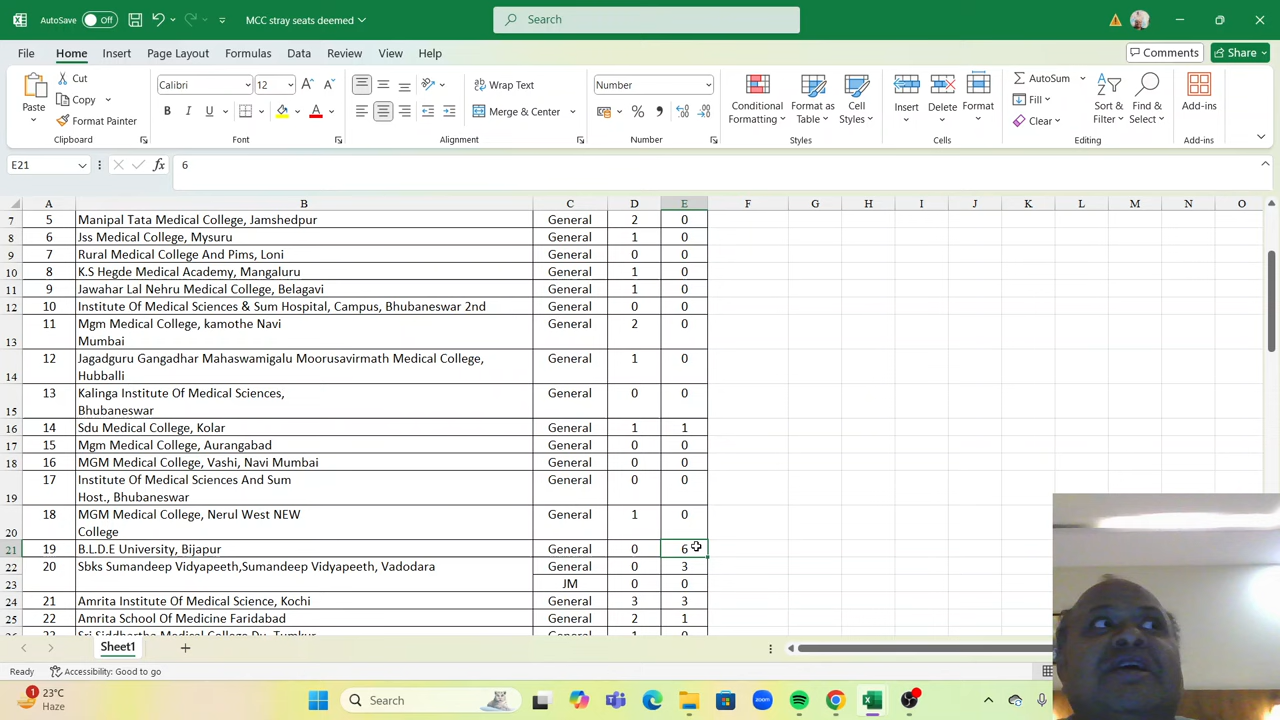 AutoSave Off MCC stray seats deemed Search
File Home Insert Page Layout Formulas Data Review View Help Comments Share
Paste Cut Copy Format Painter Clipboard
Calibri 12 B I U A Font
Wrap Text Merge & Center Alignment
Number % Number
Conditional Formatting Format as Table Cell Styles Styles
Insert Delete Format Cells
AutoSum Fill Clear Sort & Filter Find & Select Editing
Add-ins Add-ins
E21 fx 6
A B C D E F G H I J K L M N O
7 5 Manipal Tata Medical College, Jamshedpur General 2 0
8 6 Jss Medical College, Mysuru General 1 0
9 7 Rural Medical College And Pims, Loni General 0 0
10 8 K.S Hegde Medical Academy, Mangaluru General 1 0
11 9 Jawahar Lal Nehru Medical College, Belagavi General 1 0
12 10 Institute Of Medical Sciences & Sum Hospital, Campus, Bhubaneswar 2nd General 0 0
11 Mgm Medical College, kamothe Navi General 2 0
13 Mumbai
12 Jagadguru Gangadhar Mahaswamigalu Moorusavirmath Medical College, General 1 0
14 Hubballi
13 Kalinga Institute Of Medical Sciences, General 0 0
15 Bhubaneswar
16 14 Sdu Medical College, Kolar General 1 1
17 15 Mgm Medical College, Aurangabad General 0 0
18 16 MGM Medical College, Vashi, Navi Mumbai General 0 0
17 Institute Of Medical Sciences And Sum General 0 0
19 Host., Bhubaneswar
18 MGM Medical College, Nerul West NEW General 1 0
20 College
21 19 B.L.D.E University, Bijapur General 0 6
22 20 Sbks Sumandeep Vidyapeeth,Sumandeep Vidyapeeth, Vadodara General 0 3
23 JM 0 0
24 21 Amrita Institute Of Medical Science, Kochi General 3 3
25 22 Amrita School Of Medicine Faridabad General 2 1
Sri Siddhartha Medical College Du, Tumkur General 1 0
Sheet1
Ready Accessibility: Good to go
1 23°C
Haze
Search
zoom